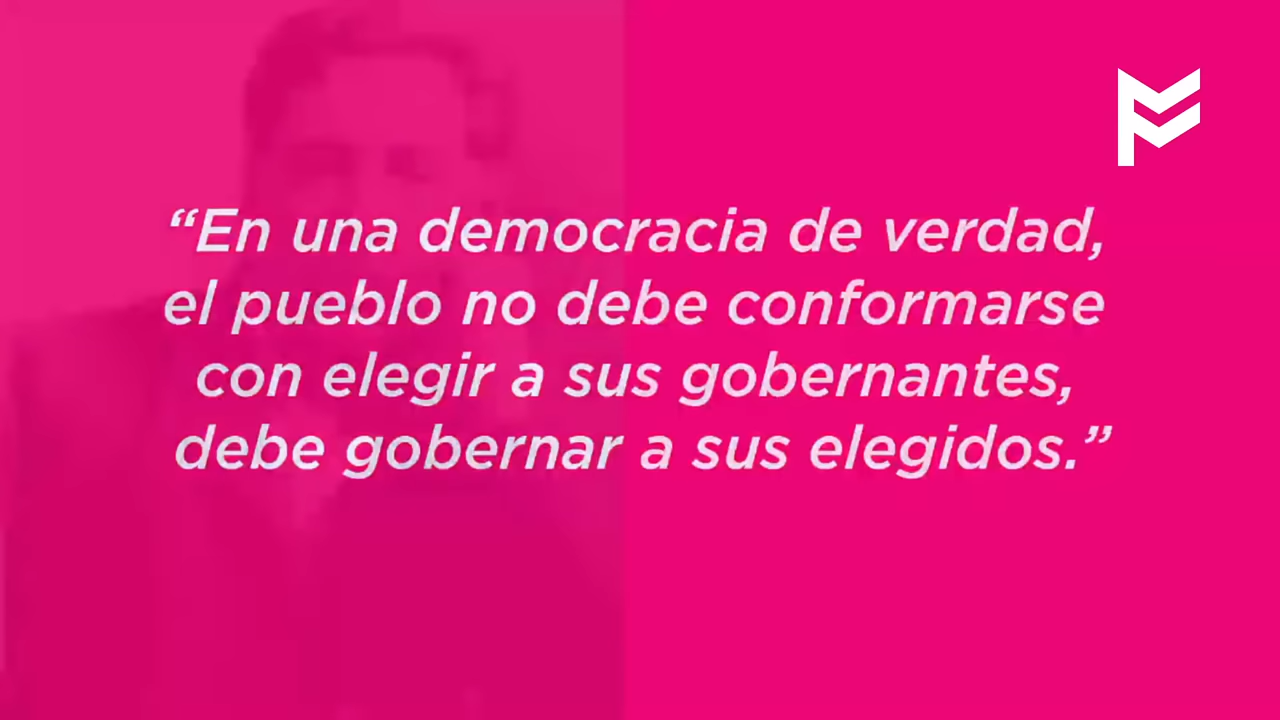 “En una democracia de verdad,
el pueblo no debe conformarse
con elegir a sus gobernantes,
debe gobernar a sus elegidos.”